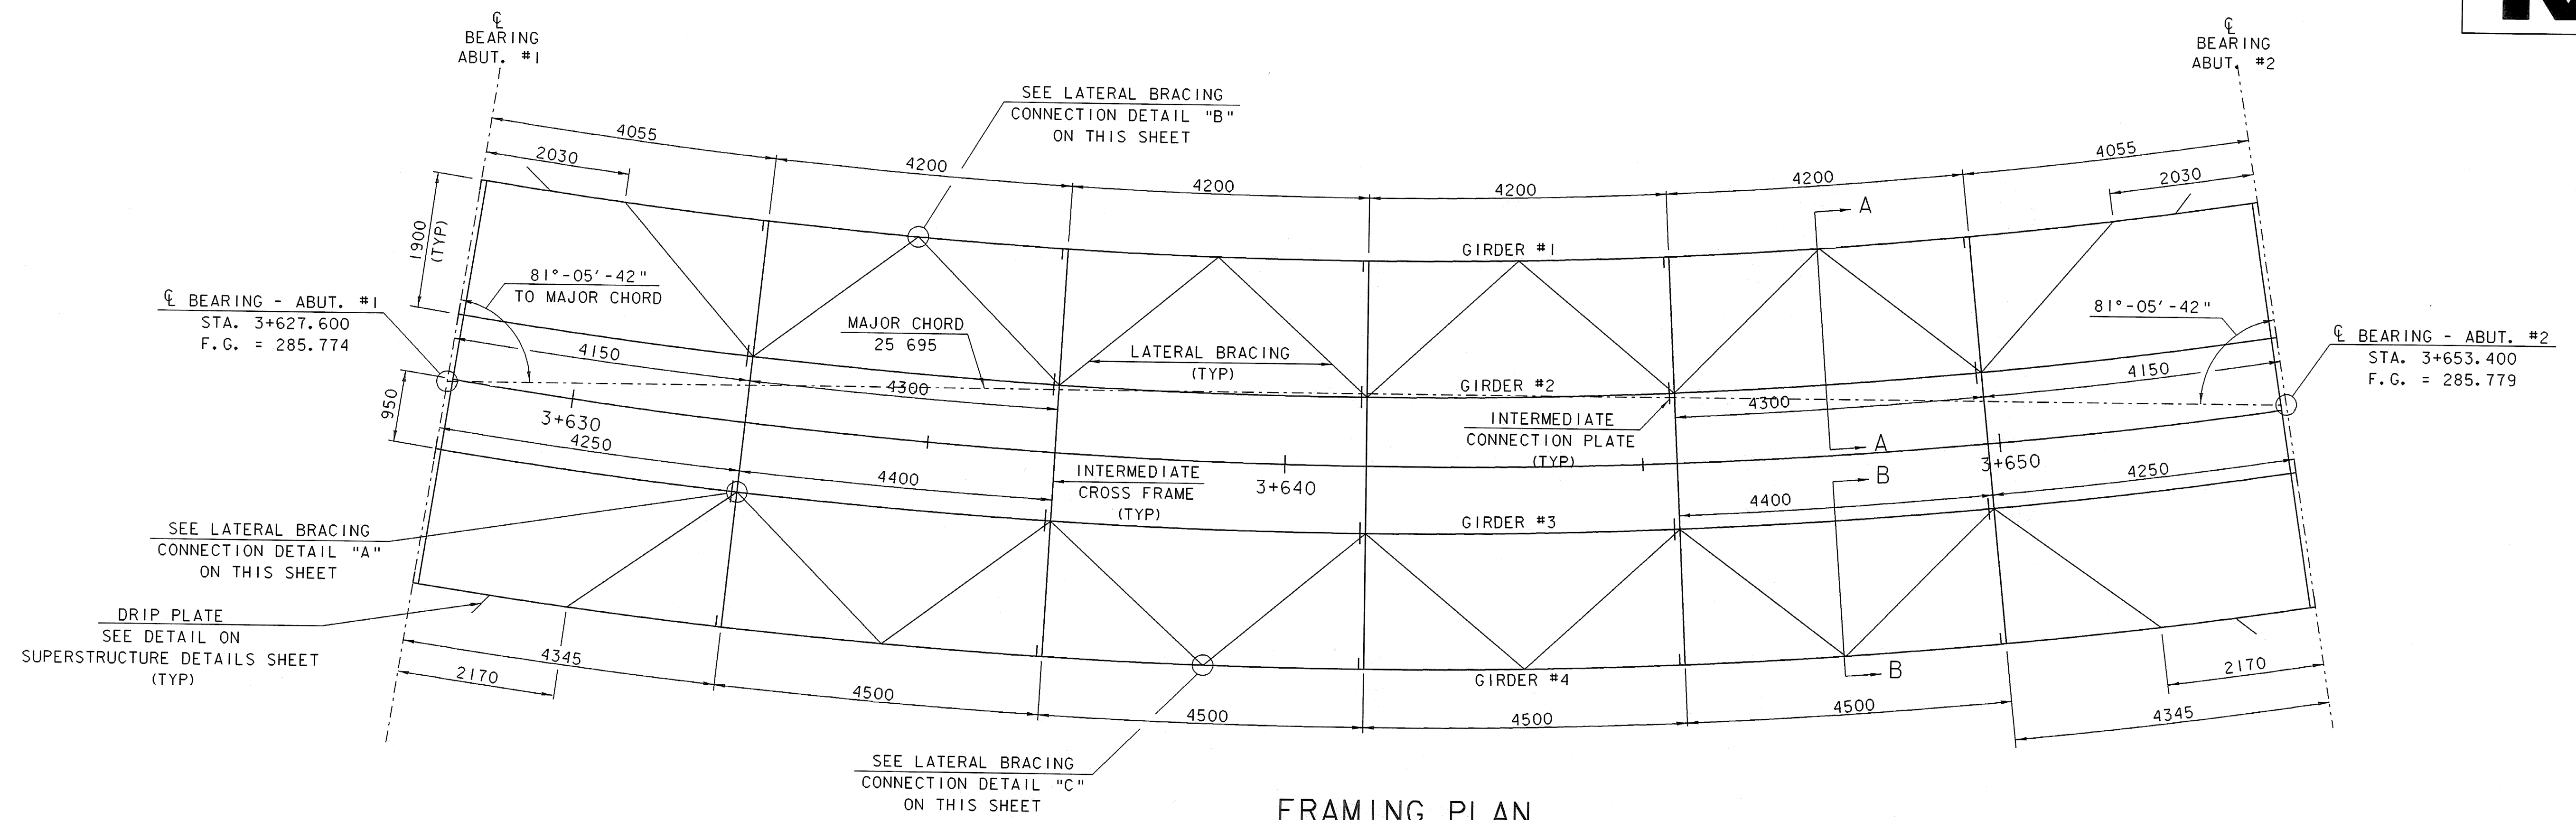 ℄
BEARING
ABUT. #1
℄
BEARING
ABUT. #2
SEE LATERAL BRACING
CONNECTION DETAIL "B"
ON THIS SHEET
4055
4200
4200
4200
4200
4055
2030
2030
1900
(TYP)
A
GIRDER #1
81°-05'-42"
TO MAJOR CHORD
81°-05'-42"
℄ BEARING - ABUT. #1
STA. 3+627.600
F.G. = 285.774
MAJOR CHORD
25 695
LATERAL BRACING
(TYP)
℄ BEARING - ABUT. #2
STA. 3+653.400
F.G. = 285.779
4150
4300
GIRDER #2
4300
4150
950
3+630
INTERMEDIATE
CONNECTION PLATE
(TYP)
A
4250
4400
INTERMEDIATE
CROSS FRAME
(TYP)
3+640
3+650
B
4400
4250
GIRDER #3
SEE LATERAL BRACING
CONNECTION DETAIL "A"
ON THIS SHEET
DRIP PLATE
SEE DETAIL ON
SUPERSTRUCTURE DETAILS SHEET
(TYP)
4345
2170
4500
4500
GIRDER #4
4500
4500
B
2170
4345
SEE LATERAL BRACING
CONNECTION DETAIL "C"
ON THIS SHEET
FRAMING PLAN